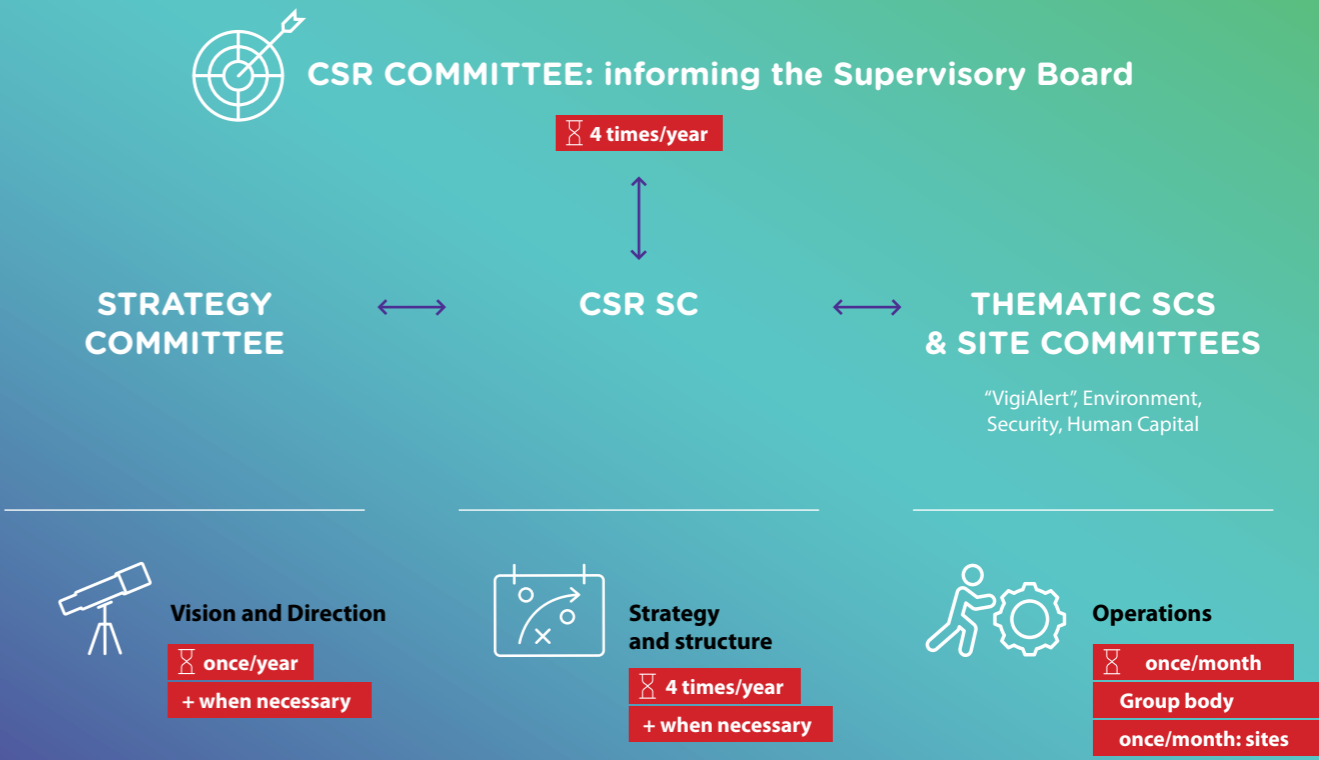 CSR COMMITTEE: informing the Supervisory Board
4 times/year
STRATEGY
COMMITTEE
CSR SC
THEMATIC SCS
& SITE COMMITTEES
“VigiAlert”, Environment,
Security, Human Capital
Vision and Direction
once/year
+ when necessary
Strategy
and structure
4 times/year
+ when necessary
Operations
once/month
Group body
once/month: sites